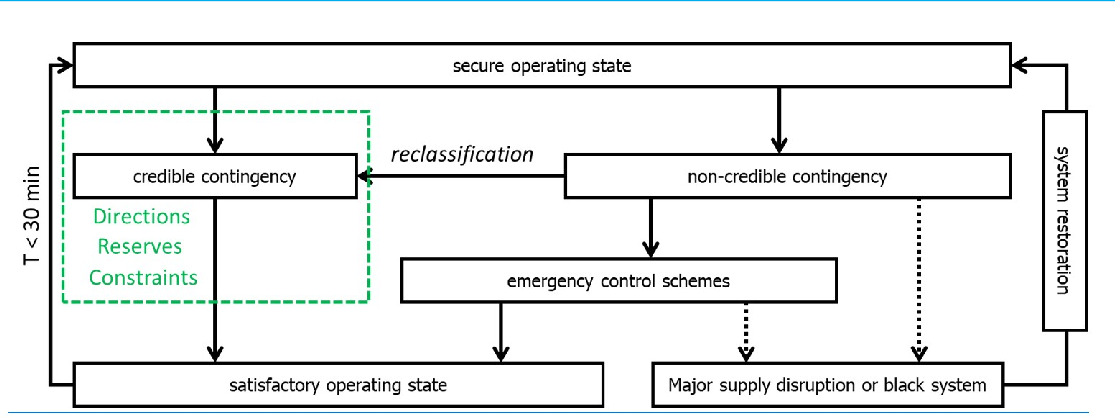 secure operating state
reclassification
credible contingency
non-credible contingency
Directions
Reserves
Constraints
T < 30 min
system restoration
emergency control schemes
satisfactory operating state
Major supply disruption or black system